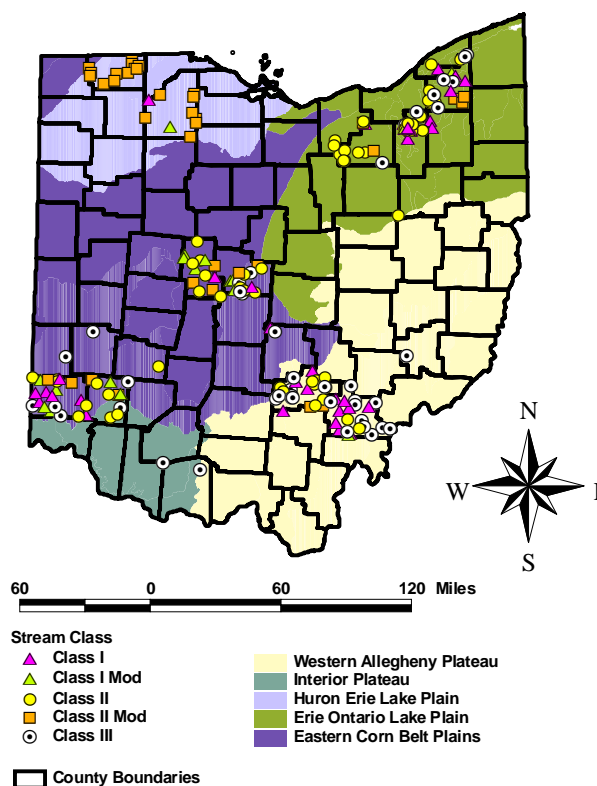 N
W
E
S
60 0 60 120 Miles
Stream Class
Class I
Class I Mod
Class II
Class II Mod
Class III
County Boundaries
Western Allegheny Plateau
Interior Plateau
Huron Erie Lake Plain
Erie Ontario Lake Plain
Eastern Corn Belt Plains